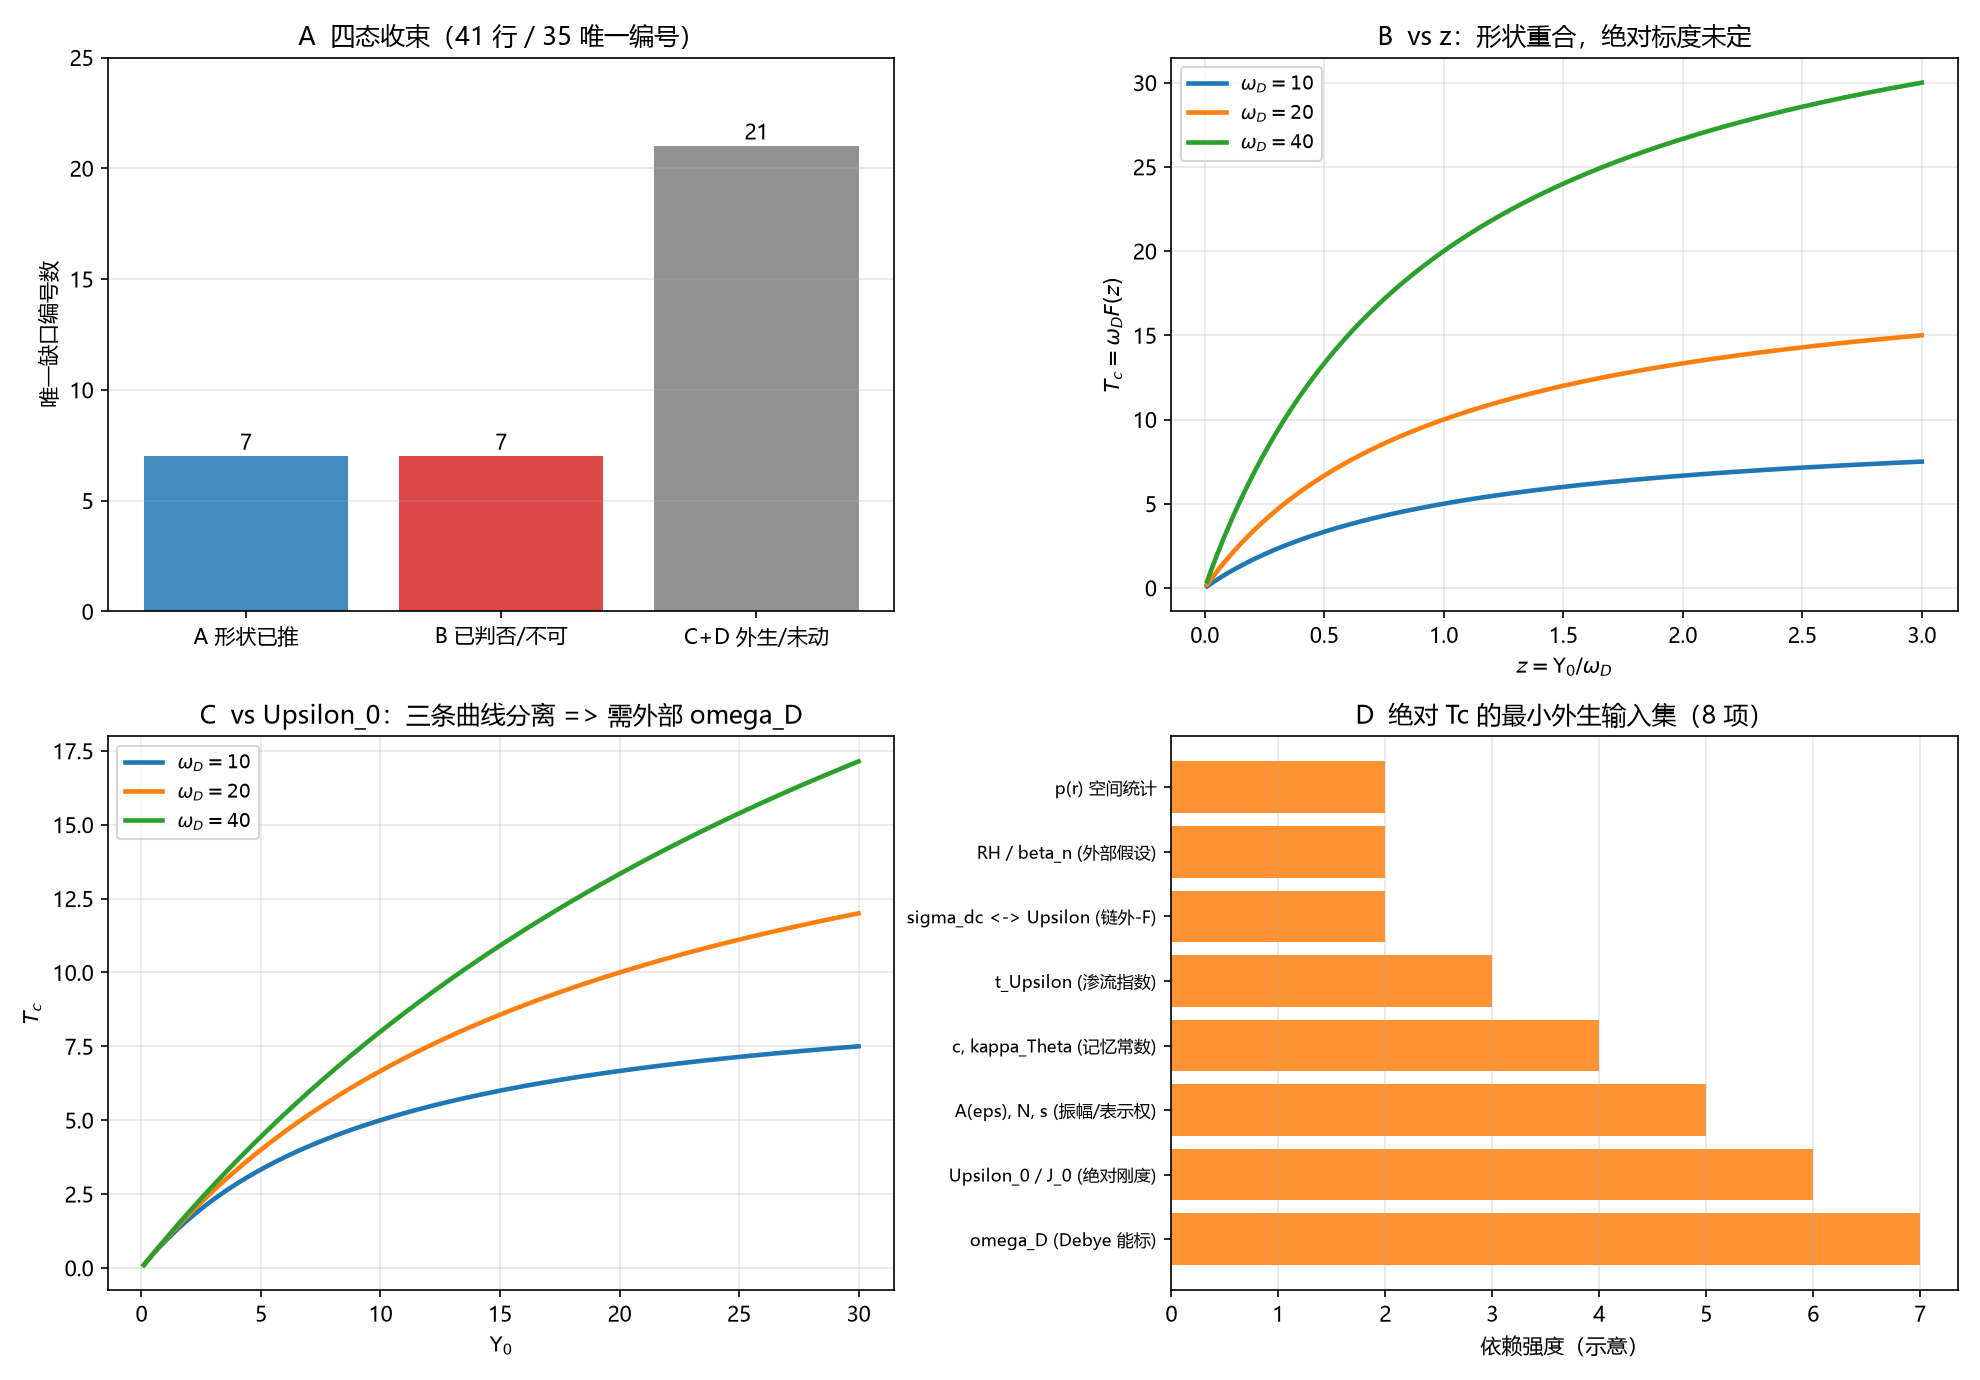 A 四态收束（41 行 / 35 唯一编号）
25
20
15
10
5
0
唯一缺口编号数
7
7
21
A 形状已推
B 已判否/不可
C+D 外生/未动
B vs z：形状重合，绝对标度未定
ω_D = 10
ω_D = 20
ω_D = 40
30
25
20
15
10
5
0
T_c = ω_D F(z)
0.0 0.5 1.0 1.5 2.0 2.5 3.0
z = Υ_0/ω_D
C vs Upsilon_0：三条曲线分离 => 需外部 omega_D
ω_D = 10
ω_D = 20
ω_D = 40
17.5
15.0
12.5
10.0
7.5
5.0
2.5
0.0
T_c
0 5 10 15 20 25 30
Υ_0
D 绝对 Tc 的最小外生输入集（8 项）
p(r) 空间统计
RH / beta_n (外部假设)
sigma_dc <-> Upsilon (链外-F)
t_Upsilon (渗流指数)
c, kappa_Theta (记忆常数)
A(eps), N, s (振幅/表示权)
Upsilon_0 / J_0 (绝对刚度)
omega_D (Debye 能标)
0 1 2 3 4 5 6 7
依赖强度（示意）